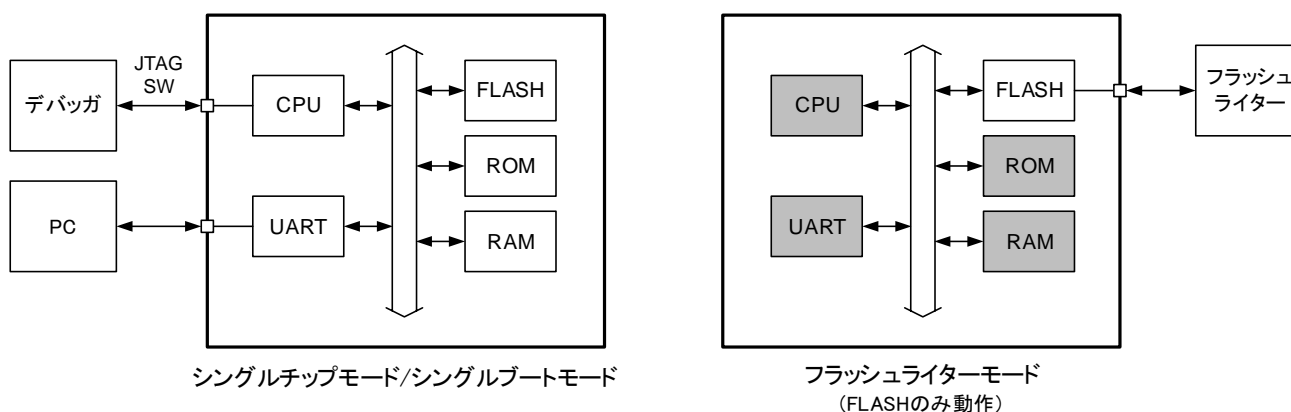 デバッガ
JTAG
SW
PC
CPU
UART
FLASH
ROM
RAM
シングルチップモード/シングルブートモード
CPU
UART
FLASH
ROM
RAM
フラッシュ
ライター
フラッシュライターモード
(FLASHのみ動作)